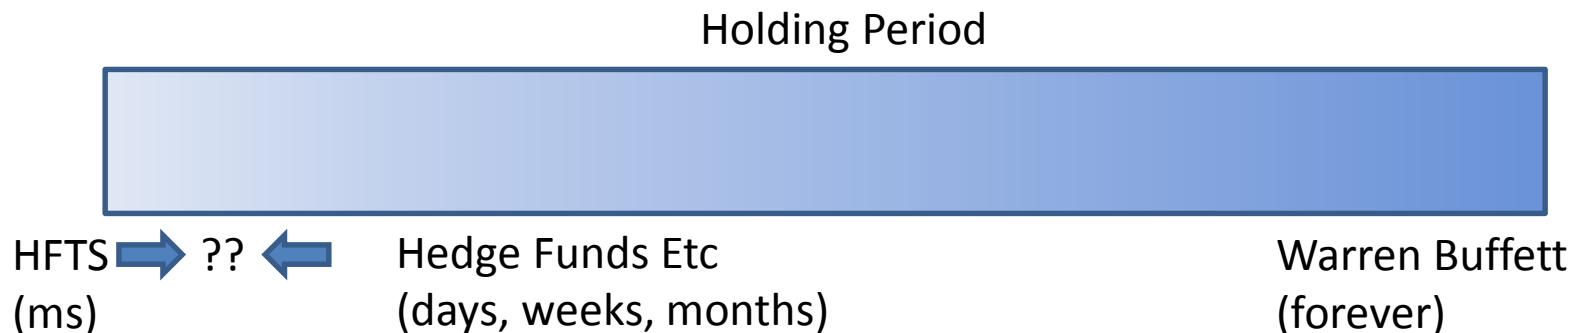 Holding Period
HFTS ?? Hedge Funds Etc Warren Buffett
(ms) (days, weeks, months) (forever)